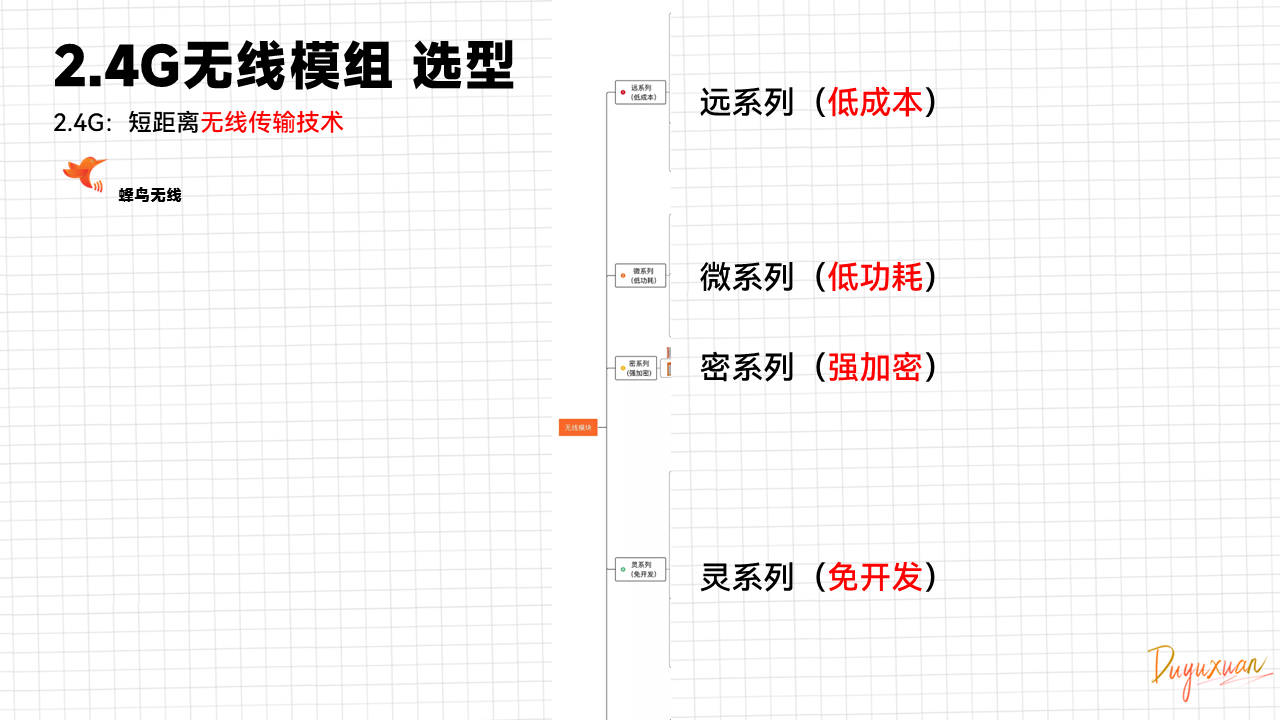 2.4G无线模组 选型
2.4G：短距离无线传输技术
蜂鸟无线
无线模块
远系列
（低成本）
远系列（低成本）
微系列
（低功耗）
微系列（低功耗）
密系列
（强加密）
密系列（强加密）
灵系列
（免开发）
灵系列（免开发）
Duyuxuan